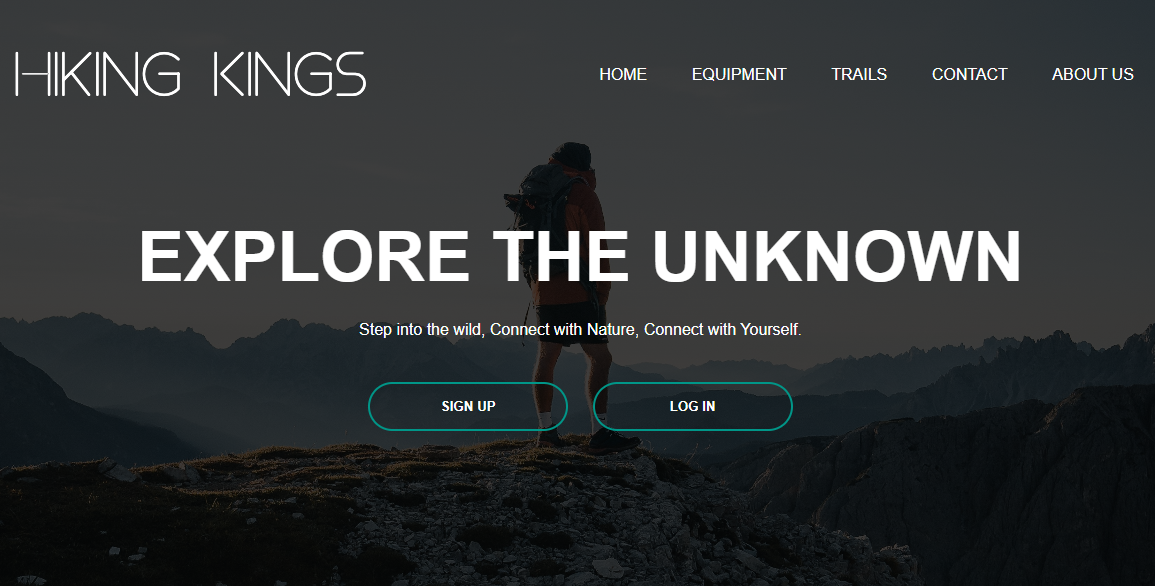 HIKING KINGS
HOME EQUIPMENT TRAILS CONTACT ABOUT US
EXPLORE THE UNKNOWN
Step into the wild, Connect with Nature, Connect with Yourself.
SIGN UP LOG IN